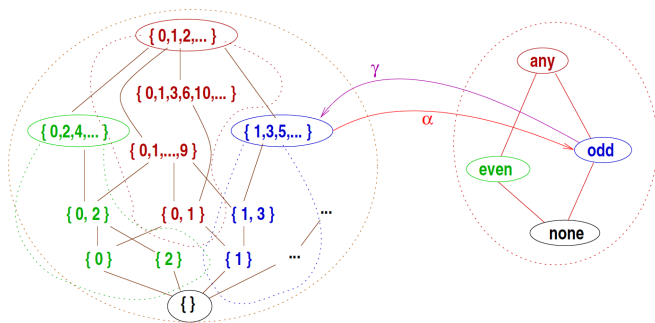 { 0,1,2,... }
any
γ
{ 0,1,3,6,10,...}
α
{ 0,2,4,... }
{ 1,3,5,... }
{ 0,1,...,9 }
odd
even
{ 0, 2 }
{ 0, 1 }
{ 1, 3 }
...
none
{ 0 }
{ 2 }
{ 1 }
...
{ }